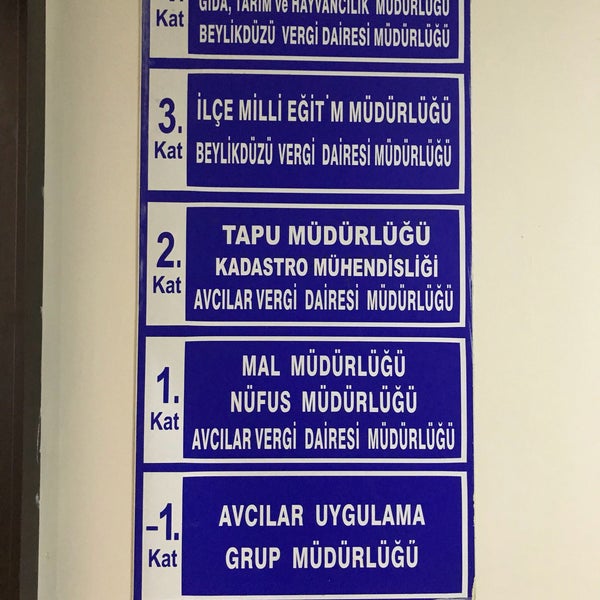 GIDA, TARIM ve HAYVANCILIK MÜDÜRLÜĞÜ
Kat
BEYLİKDÜZÜ VERGİ DAİRESİ MÜDÜRLÜĞÜ
3.
Kat
İLÇE MİLLİ EĞİT'M MÜDÜRLÜĞÜ
BEYLİKDÜZÜ VERGİ DAİRESİ MÜDÜRLÜĞÜ
2.
Kat
TAPU MÜDÜRLÜĞÜ
KADASTRO MÜHENDİSLİĞİ
AVCILAR VERGİ DAİRESİ MÜDÜRLÜĞÜ
1.
Kat
MAL MÜDÜRLÜĞÜ
NÜFUS MÜDÜRLÜĞÜ
AVCILAR VERGİ DAİRESİ MÜDÜRLÜĞÜ
-1.
Kat
AVCILAR UYGULAMA
GRUP MÜDÜRLÜĞÜ